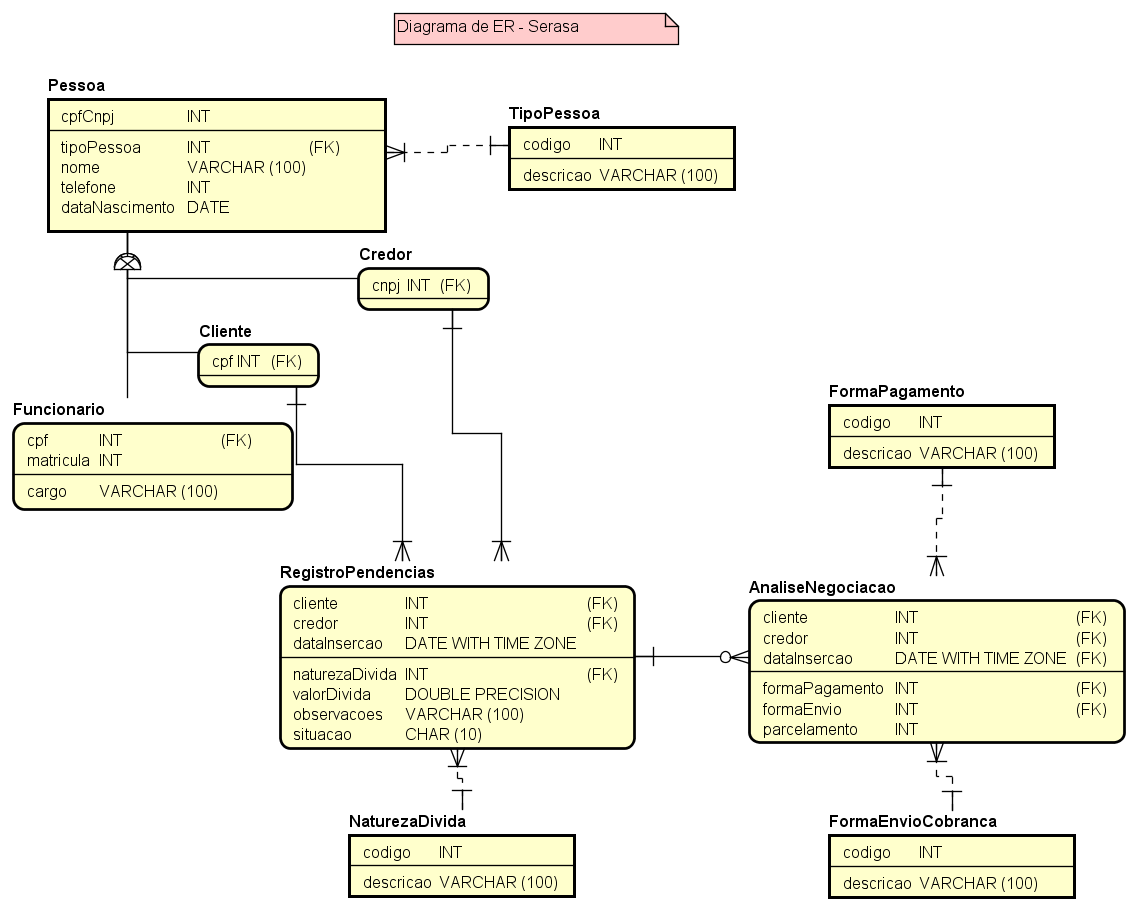 Diagrama de ER - Serasa
Pessoa
cpfCnpj INT
tipoPessoa INT (FK)
nome VARCHAR (100)
telefone INT
dataNascimento DATE
TipoPessoa
codigo INT
descricao VARCHAR (100)
Credor
cnpj INT (FK)
Cliente
cpf INT (FK)
Funcionario
cpf INT (FK)
matricula INT
cargo VARCHAR (100)
FormaPagamento
codigo INT
descricao VARCHAR (100)
RegistroPendencias
cliente INT (FK)
credor INT (FK)
dataInsercao DATE WITH TIME ZONE
naturezaDivida INT (FK)
valorDivida DOUBLE PRECISION
observacoes VARCHAR (100)
situacao CHAR (10)
AnaliseNegociacao
cliente INT (FK)
credor INT (FK)
dataInsercao DATE WITH TIME ZONE (FK)
formaPagamento INT (FK)
formaEnvio INT (FK)
parcelamento INT
NaturezaDivida
codigo INT
descricao VARCHAR (100)
FormaEnvioCobranca
codigo INT
descricao VARCHAR (100)